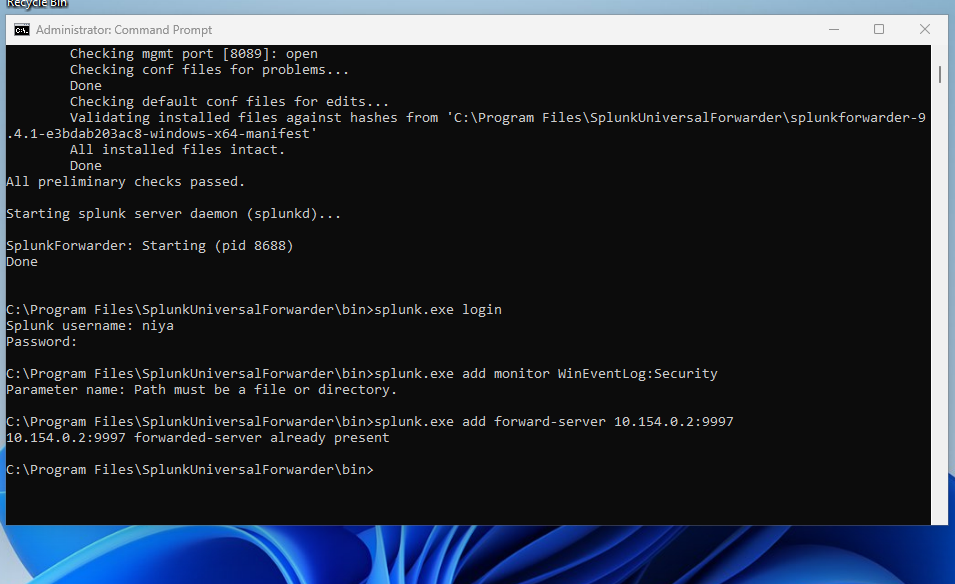 Recycle Bin
Administrator: Command Prompt
Checking mgmt port [8089]: open
Checking conf files for problems...
Done
Checking default conf files for edits...
Validating installed files against hashes from 'C:\Program Files\SplunkUniversalForwarder\splunkforwarder-9
.4.1-e3bdab203ac8-windows-x64-manifest'
All installed files intact.
Done
All preliminary checks passed.
Starting splunk server daemon (splunkd)...
SplunkForwarder: Starting (pid 8688)
Done
C:\Program Files\SplunkUniversalForwarder\bin>splunk.exe login
Splunk username: niya
Password:
C:\Program Files\SplunkUniversalForwarder\bin>splunk.exe add monitor WinEventLog:Security
Parameter name: Path must be a file or directory.
C:\Program Files\SplunkUniversalForwarder\bin>splunk.exe add forward-server 10.154.0.2:9997
10.154.0.2:9997 forwarded-server already present
C:\Program Files\SplunkUniversalForwarder\bin>